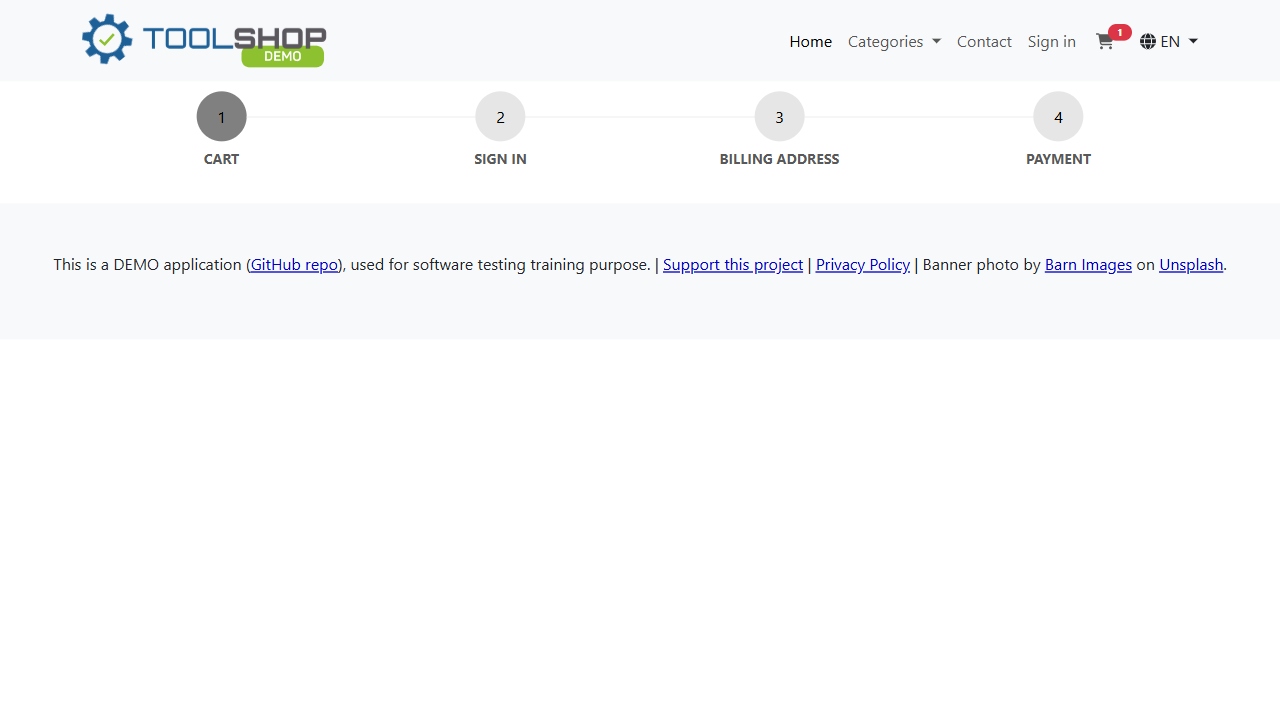 TOOLSHOP
DEMO
Home Categories Contact Sign in 1 EN
1 2 3 4
CART SIGN IN BILLING ADDRESS PAYMENT
This is a DEMO application (GitHub repo), used for software testing training purpose. | Support this project | Privacy Policy | Banner photo by Barn Images on Unsplash.